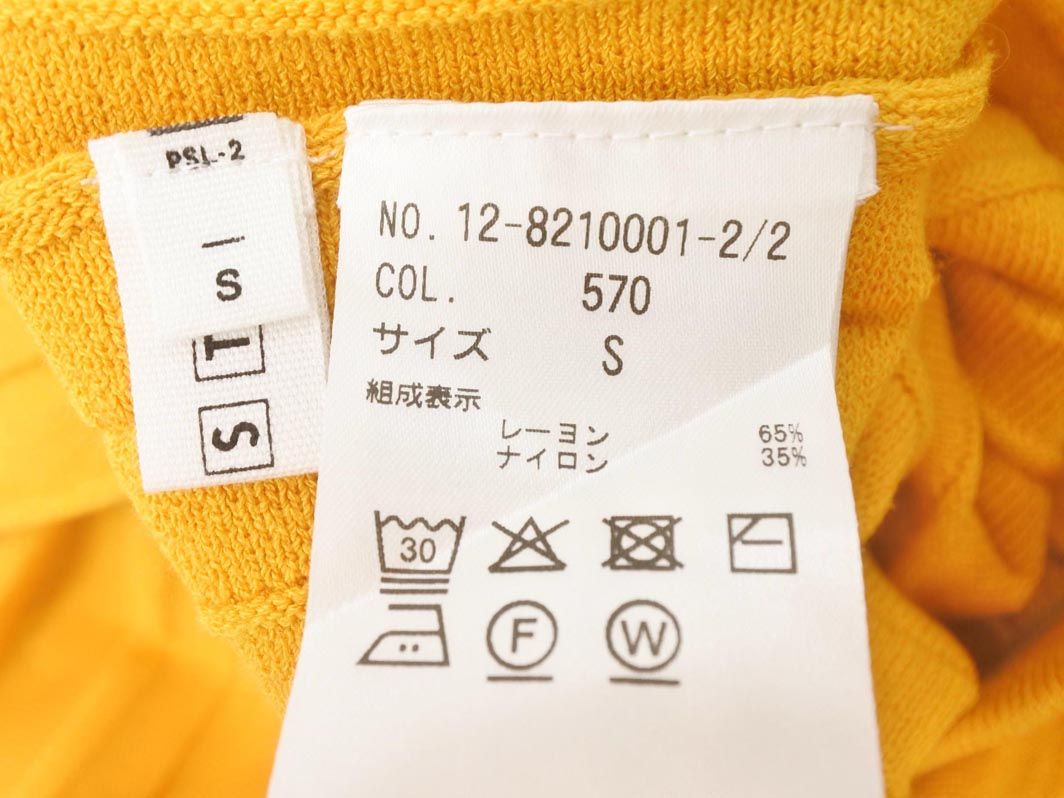 PSL-2
S
T
S
NO. 12-8210001-2/2
COL. 570
サイズ S
組成表示
レーヨン 65%
ナイロン 35%
30
F
W